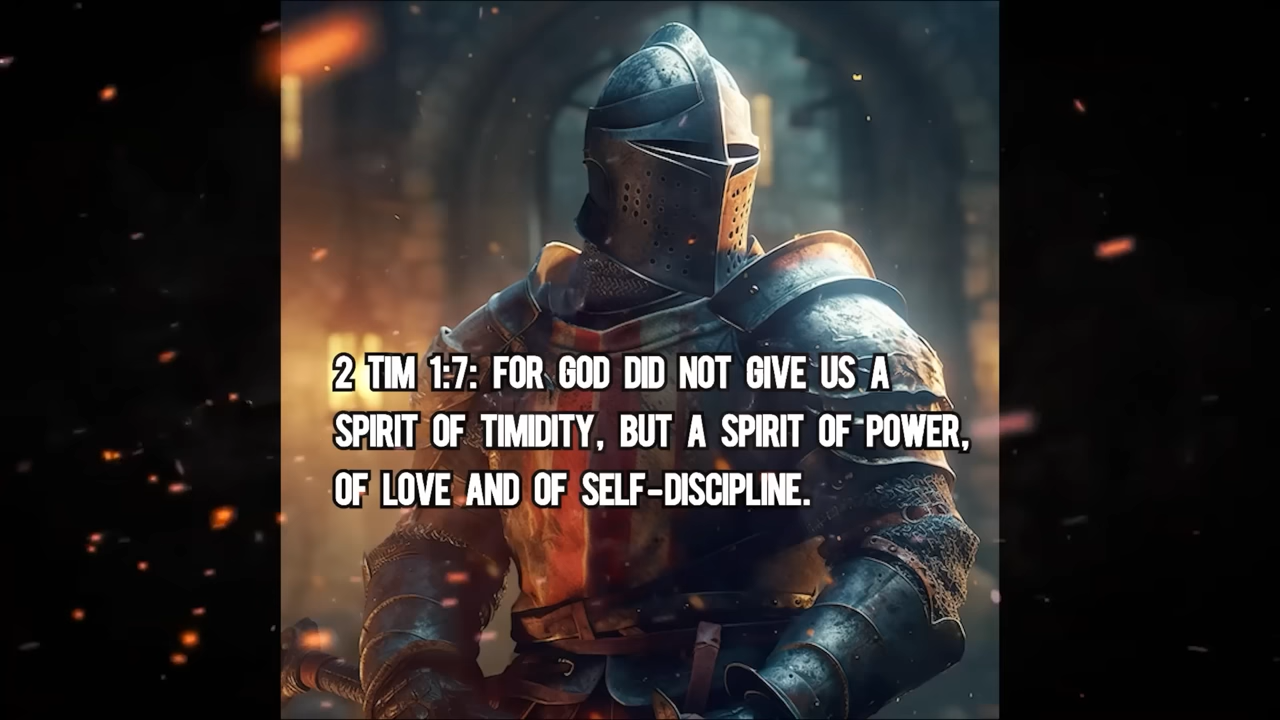 2 TIM 1:7: FOR GOD DID NOT GIVE US A
SPIRIT OF TIMIDITY, BUT A SPIRIT OF POWER,
OF LOVE AND OF SELF-DISCIPLINE.